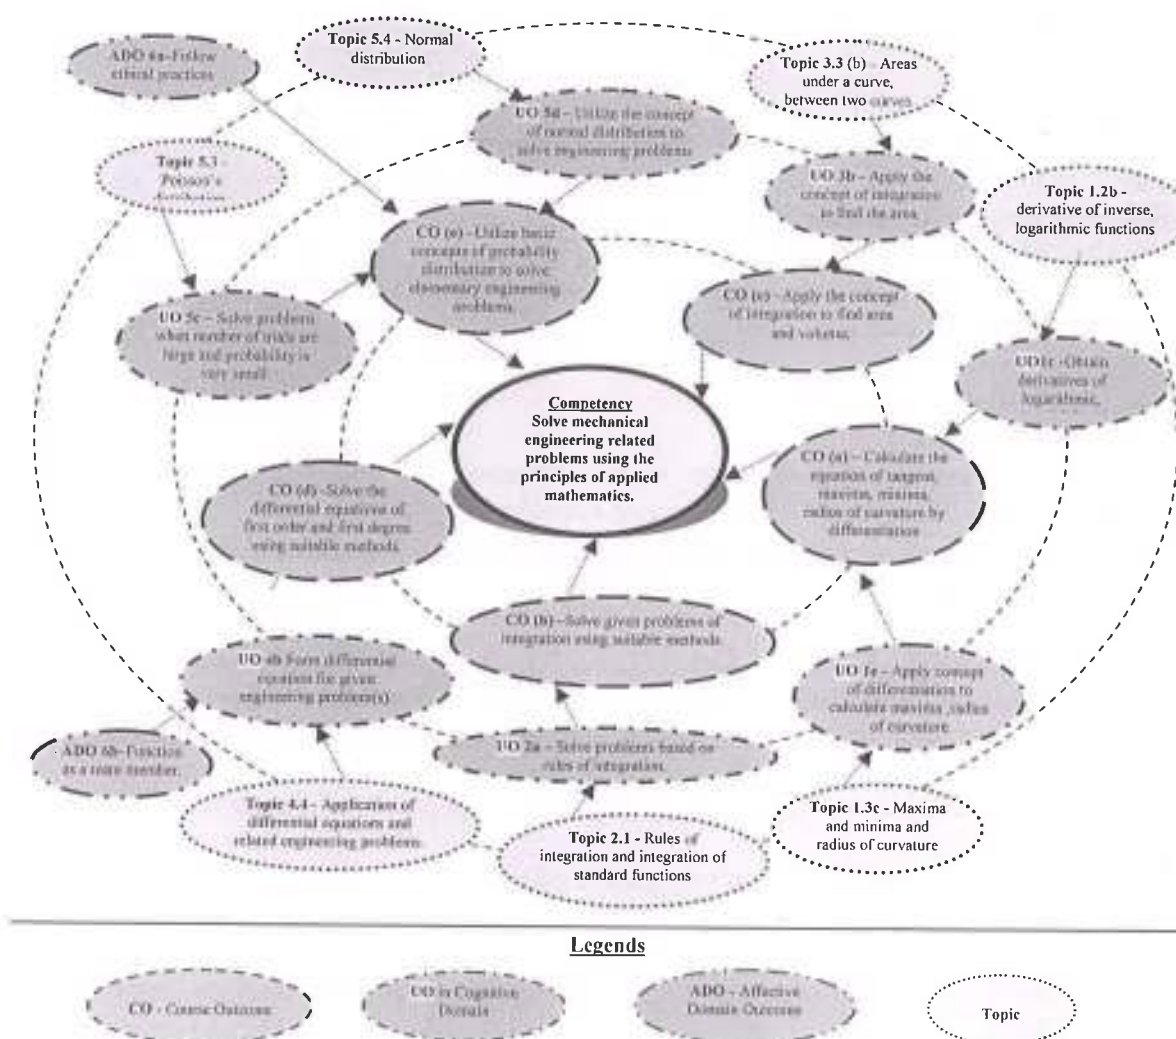 Topic 5.4 - Normal
distribution
ADO 6a-Follow
ethical practices
Topic 3.3 (b) - Areas
under a curve,
between two curves
UO 5d - Utilize the concept
of normal distribution to
solve engineering problems
Topic 5.3 -
Poisson's
distribution
UO 3b - Apply the
concept of integration
to find the area.
Topic 1.2b -
derivative of inverse,
logarithmic functions
CO (e) - Utilize basic
concepts of probability
distribution to solve
elementary engineering
problems.
CO (c) - Apply the concept
of integration to find area
and volume.
UO 5c - Solve problems
when number of trials are
large and probability is
very small
UO1c -Obtain
derivatives of
logarithmic,
Competency
Solve mechanical
engineering related
problems using the
principles of applied
mathematics.
CO (a) - Calculate the
equation of tangent,
maxima, minima,
radius of curvature by
differentiation
CO (d) -Solve the
differential equations of
first order and first degree
using suitable methods.
CO (b) -Solve given problems of
integration using suitable methods
UO 4b Form differential
equation for given
engineering problem(s).
UO 1e - Apply concept
of differentiation to
calculate maxima ,radius
of curvature
UO 2a - Solve problems based on
rules of integration.
ADO 6b-Function
as a team member.
Topic 4.4 - Application of
differential equations and
related engineering problems.
Topic 2.1 - Rules of
integration and integration of
standard functions
Topic 1.3c - Maxima
and minima and
radius of curvature
Legends
CO - Course Outcome
UO in Cognitive
Domain
ADO - Affective
Domain Outcome
Topic